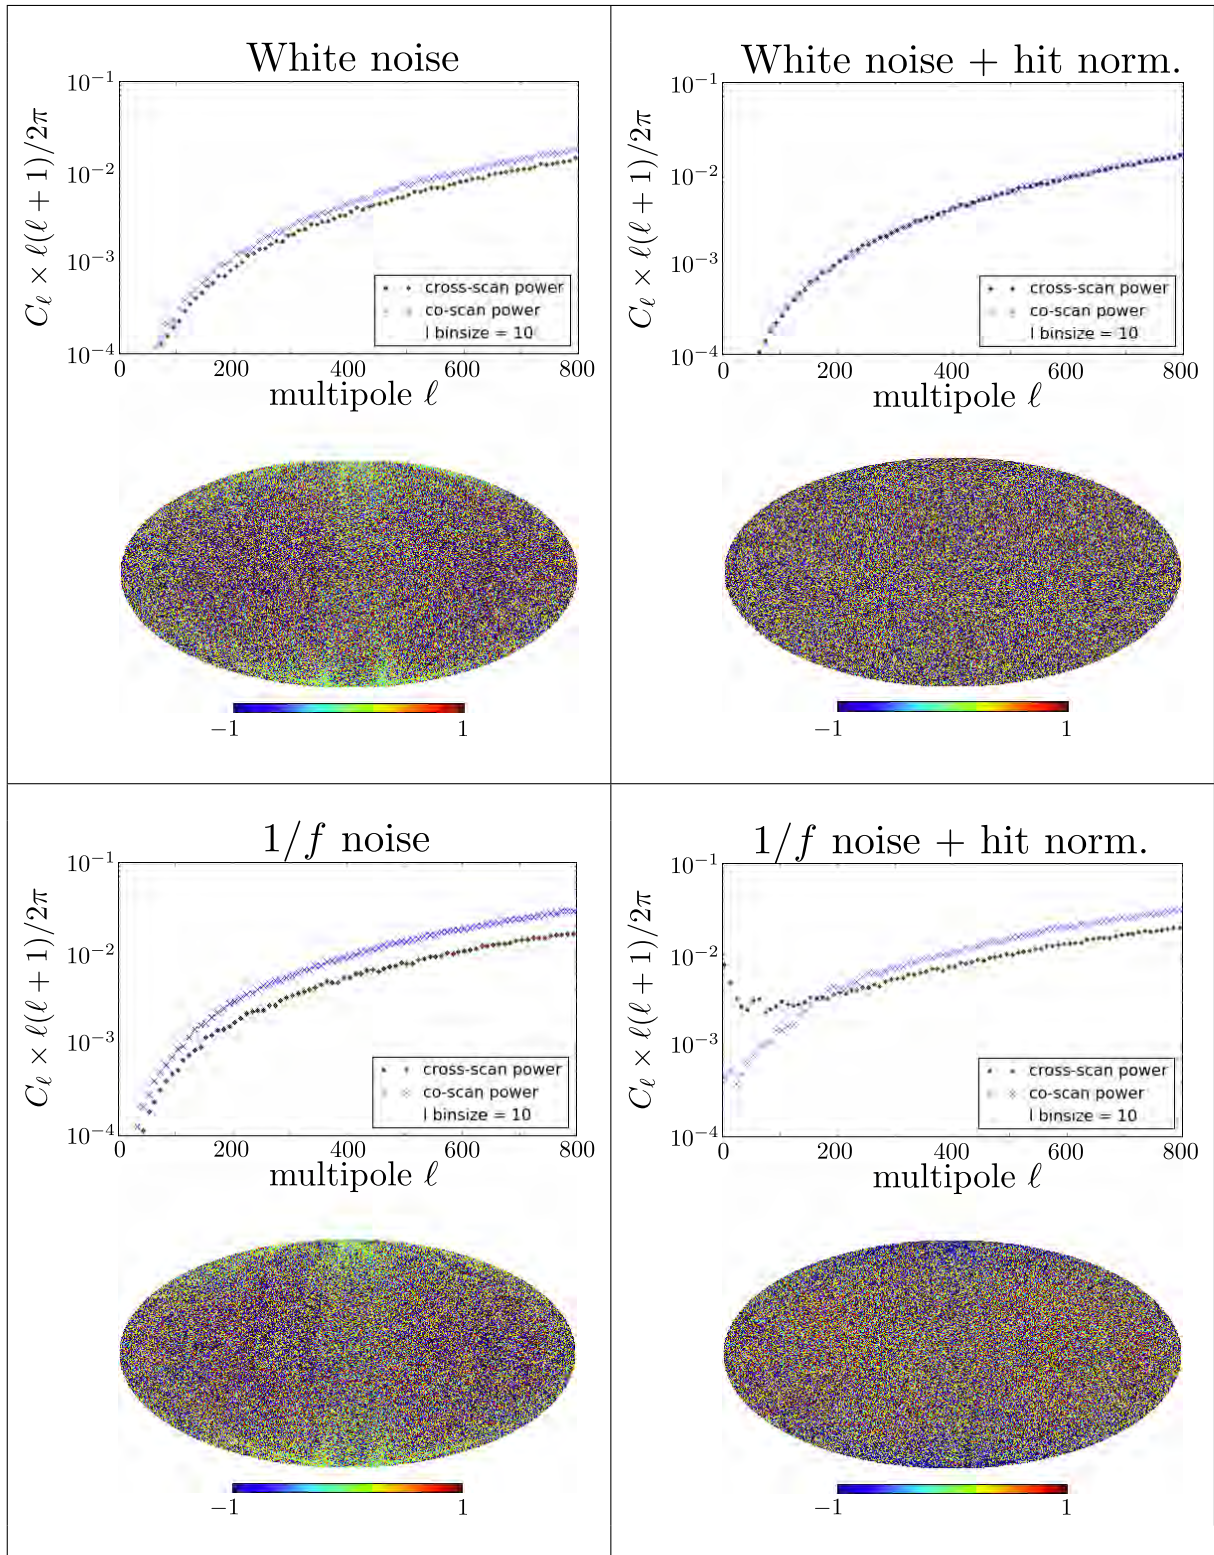 White noise
10⁻¹
10⁻²
10⁻³
10⁻⁴
C_ℓ × ℓ(ℓ + 1)/2π
cross-scan power
co-scan power
l binsize = 10
0 200 400 600 800
multipole ℓ
−1 1
White noise + hit norm.
10⁻¹
10⁻²
10⁻³
10⁻⁴
C_ℓ × ℓ(ℓ + 1)/2π
cross-scan power
co-scan power
l binsize = 10
0 200 400 600 800
multipole ℓ
−1 1
1/f noise
10⁻¹
10⁻²
10⁻³
10⁻⁴
C_ℓ × ℓ(ℓ + 1)/2π
cross-scan power
co-scan power
l binsize = 10
0 200 400 600 800
multipole ℓ
−1 1
1/f noise + hit norm.
10⁻¹
10⁻²
10⁻³
10⁻⁴
C_ℓ × ℓ(ℓ + 1)/2π
cross-scan power
co-scan power
l binsize = 10
0 200 400 600 800
multipole ℓ
−1 1